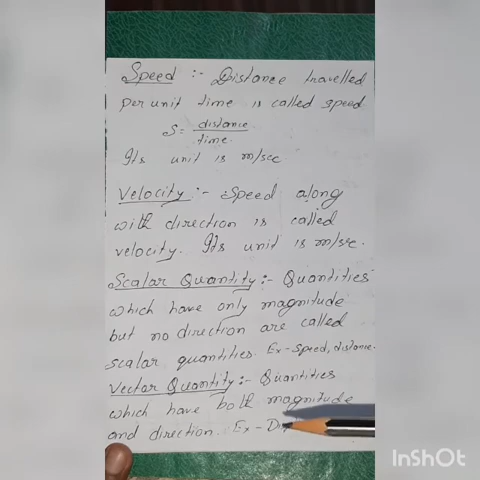 Speed :- Distance travelled
per unit time is called speed
S = distance
time.
Its unit is m/sec
Velocity :- Speed along
with direction is called
velocity. Its unit is m/sec.
Scalar Quantity :- Quantities
which have only magnitude
but no direction are called
scalar quantities. Ex - Speed, distance.
Vector Quantity :- Quantities
which have both magnitude
and direction. Ex -
InShOt